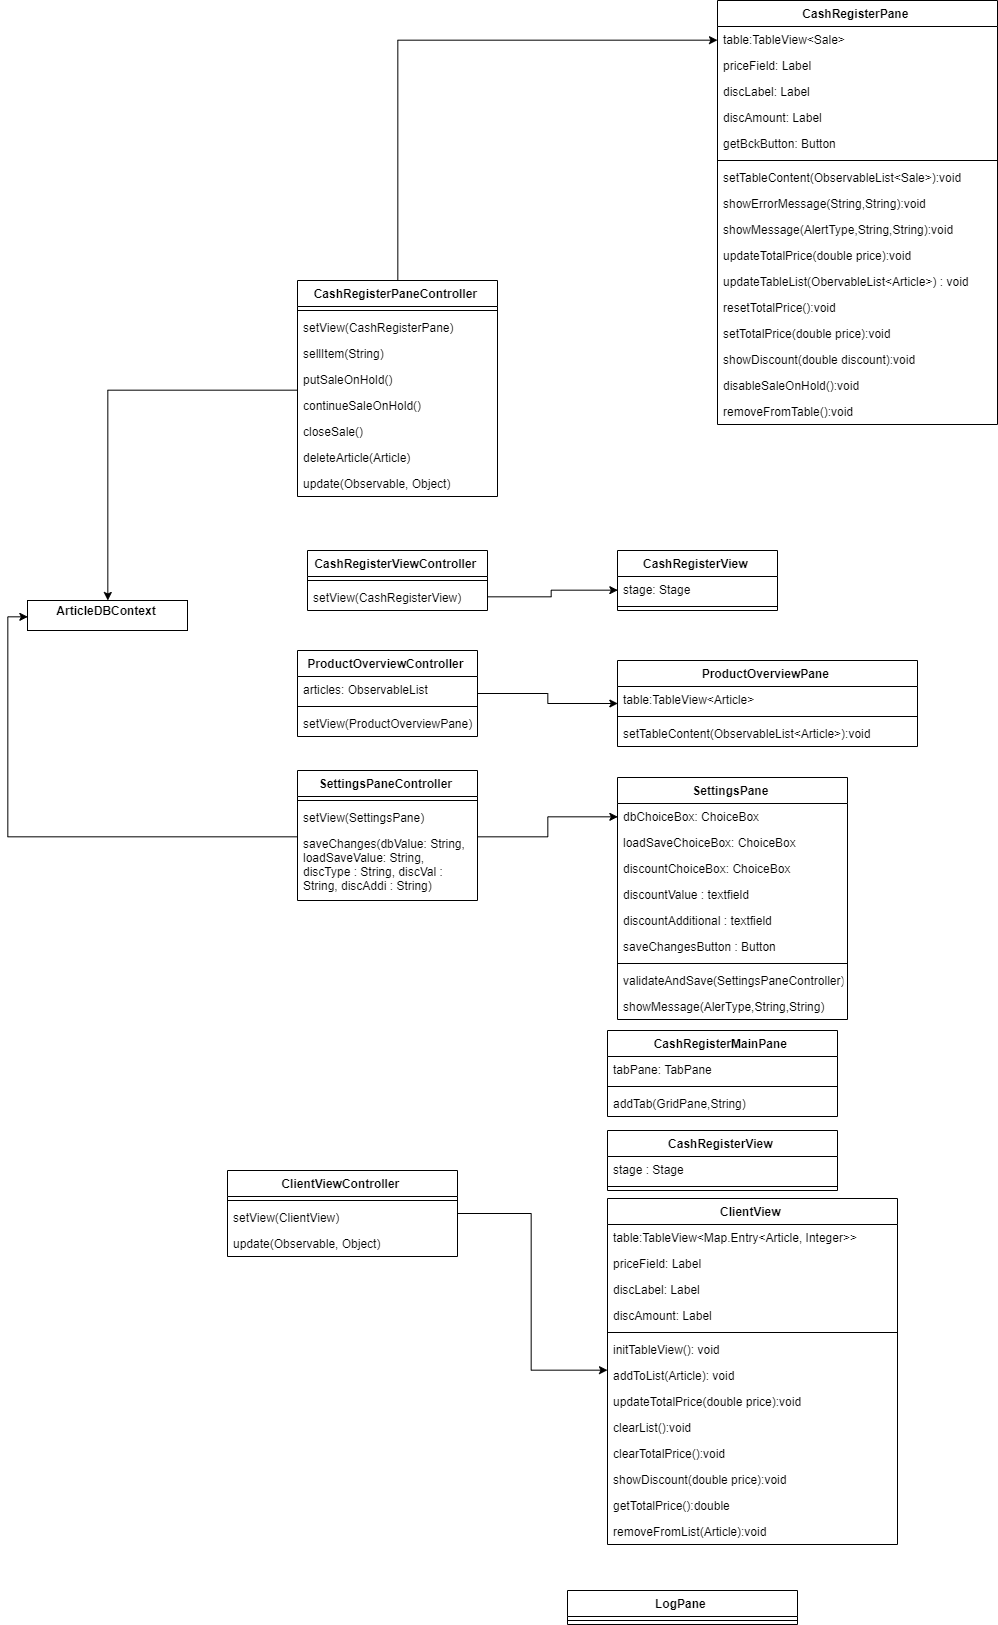 CashRegisterPane
table:TableView<Sale>
priceField: Label
discLabel: Label
discAmount: Label
getBckButton: Button
setTableContent(ObservableList<Sale>):void
showErrorMessage(String,String):void
showMessage(AlertType,String,String):void
updateTotalPrice(double price):void
updateTableList(ObervableList<Article>) : void
resetTotalPrice():void
setTotalPrice(double price):void
showDiscount(double discount):void
disableSaleOnHold():void
removeFromTable():void
CashRegisterPaneController
setView(CashRegisterPane)
sellItem(String)
putSaleOnHold()
continueSaleOnHold()
closeSale()
deleteArticle(Article)
update(Observable, Object)
CashRegisterViewController
setView(CashRegisterView)
CashRegisterView
stage: Stage
ArticleDBContext
ProductOverviewController
articles: ObservableList
setView(ProductOverviewPane)
ProductOverviewPane
table:TableView<Article>
setTableContent(ObservableList<Article>):void
SettingsPaneController
setView(SettingsPane)
saveChanges(dbValue: String,
loadSaveValue: String,
discType : String, discVal :
String, discAddi : String)
SettingsPane
dbChoiceBox: ChoiceBox
loadSaveChoiceBox: ChoiceBox
discountChoiceBox: ChoiceBox
discountValue : textfield
discountAdditional : textfield
saveChangesButton : Button
validateAndSave(SettingsPaneController)
showMessage(AlerType,String,String)
CashRegisterMainPane
tabPane: TabPane
addTab(GridPane,String)
CashRegisterView
stage : Stage
ClientViewController
setView(ClientView)
update(Observable, Object)
ClientView
table:TableView<Map.Entry<Article, Integer>>
priceField: Label
discLabel: Label
discAmount: Label
initTableView(): void
addToList(Article): void
updateTotalPrice(double price):void
clearList():void
clearTotalPrice():void
showDiscount(double price):void
getTotalPrice():double
removeFromList(Article):void
LogPane